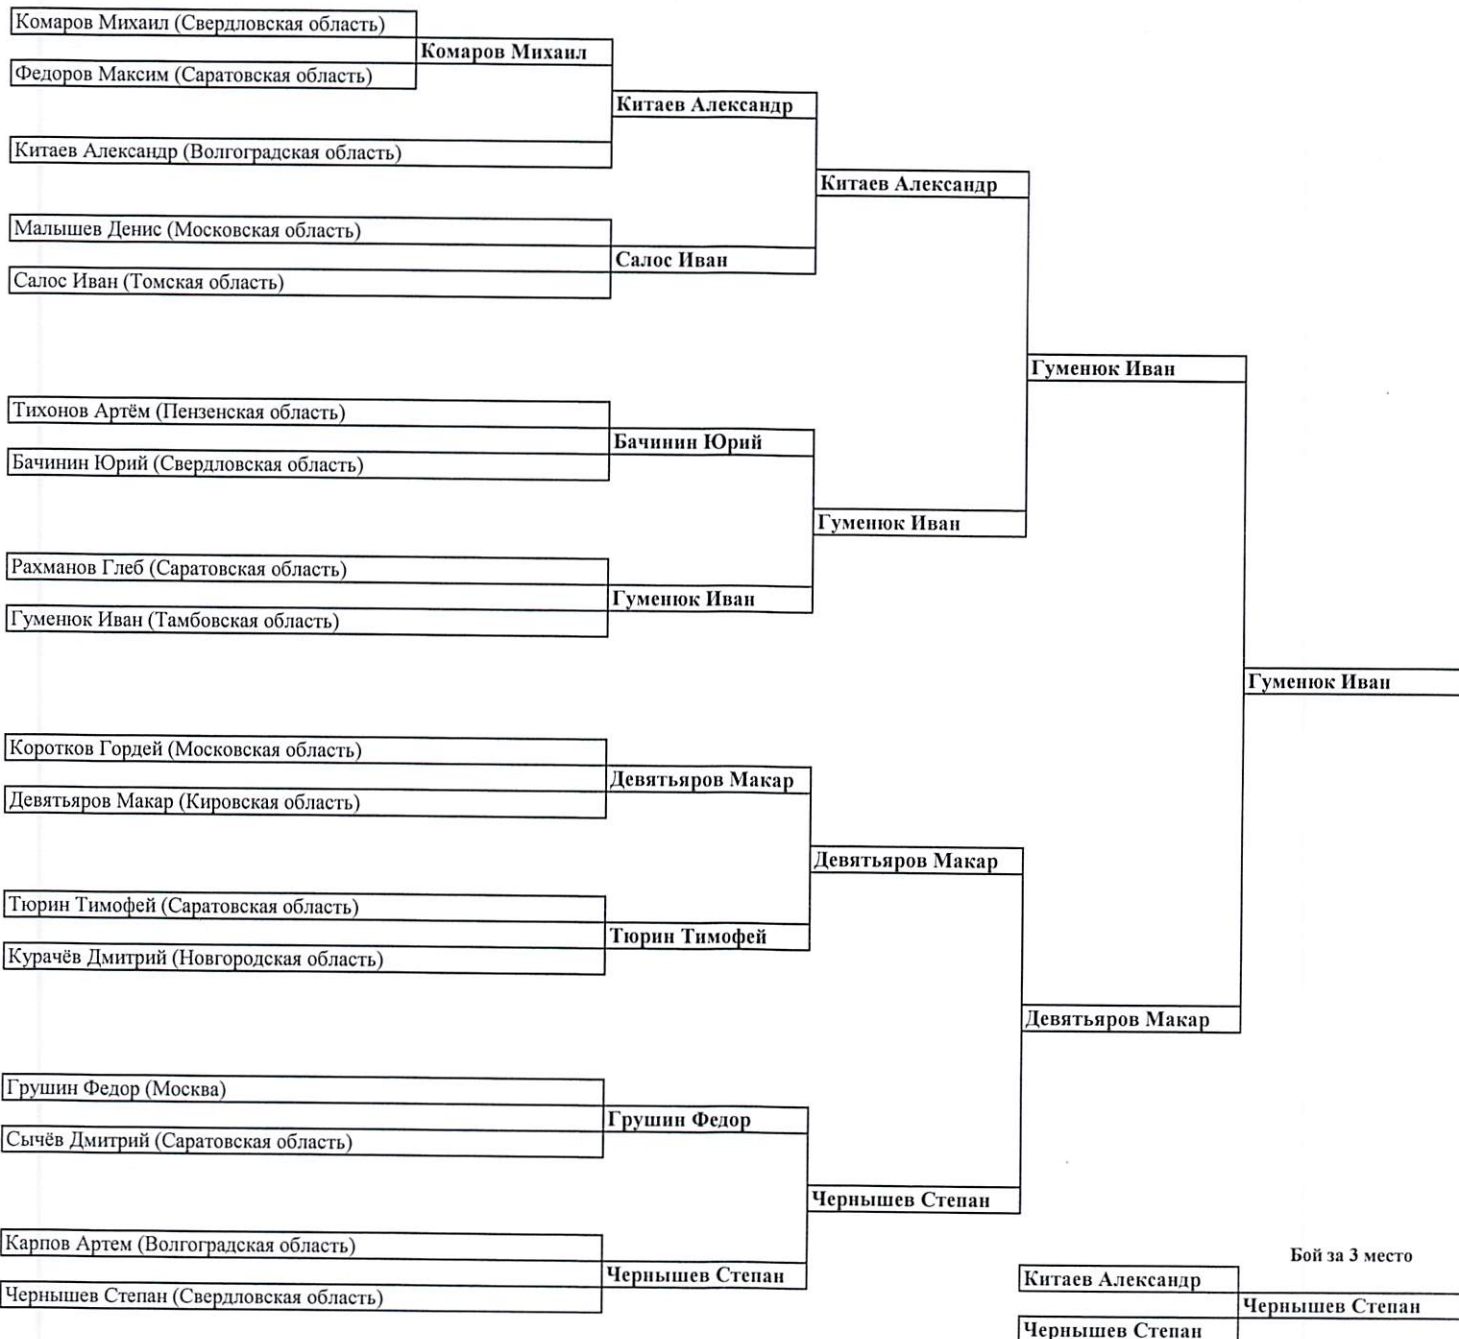 Комаров Михаил (Свердловская область)
Комаров Михаил
Федоров Максим (Саратовская область)
Китаев Александр
Китаев Александр (Волгоградская область)
Китаев Александр
Малышев Денис (Московская область)
Салос Иван
Салос Иван (Томская область)
Гуменюк Иван
Тихонов Артём (Пензенская область)
Бачинин Юрий
Бачинин Юрий (Свердловская область)
Гуменюк Иван
Рахманов Глеб (Саратовская область)
Гуменюк Иван
Гуменюк Иван (Тамбовская область)
Гуменюк Иван
Коротков Гордей (Московская область)
Девятьяров Макар
Девятьяров Макар (Кировская область)
Девятьяров Макар
Тюрин Тимофей (Саратовская область)
Тюрин Тимофей
Курачёв Дмитрий (Новгородская область)
Девятьяров Макар
Грушин Федор (Москва)
Грушин Федор
Сычёв Дмитрий (Саратовская область)
Чернышев Степан
Карпов Артем (Волгоградская область)
Чернышев Степан
Чернышев Степан (Свердловская область)
Бой за 3 место
Китаев Александр
Чернышев Степан
Чернышев Степан